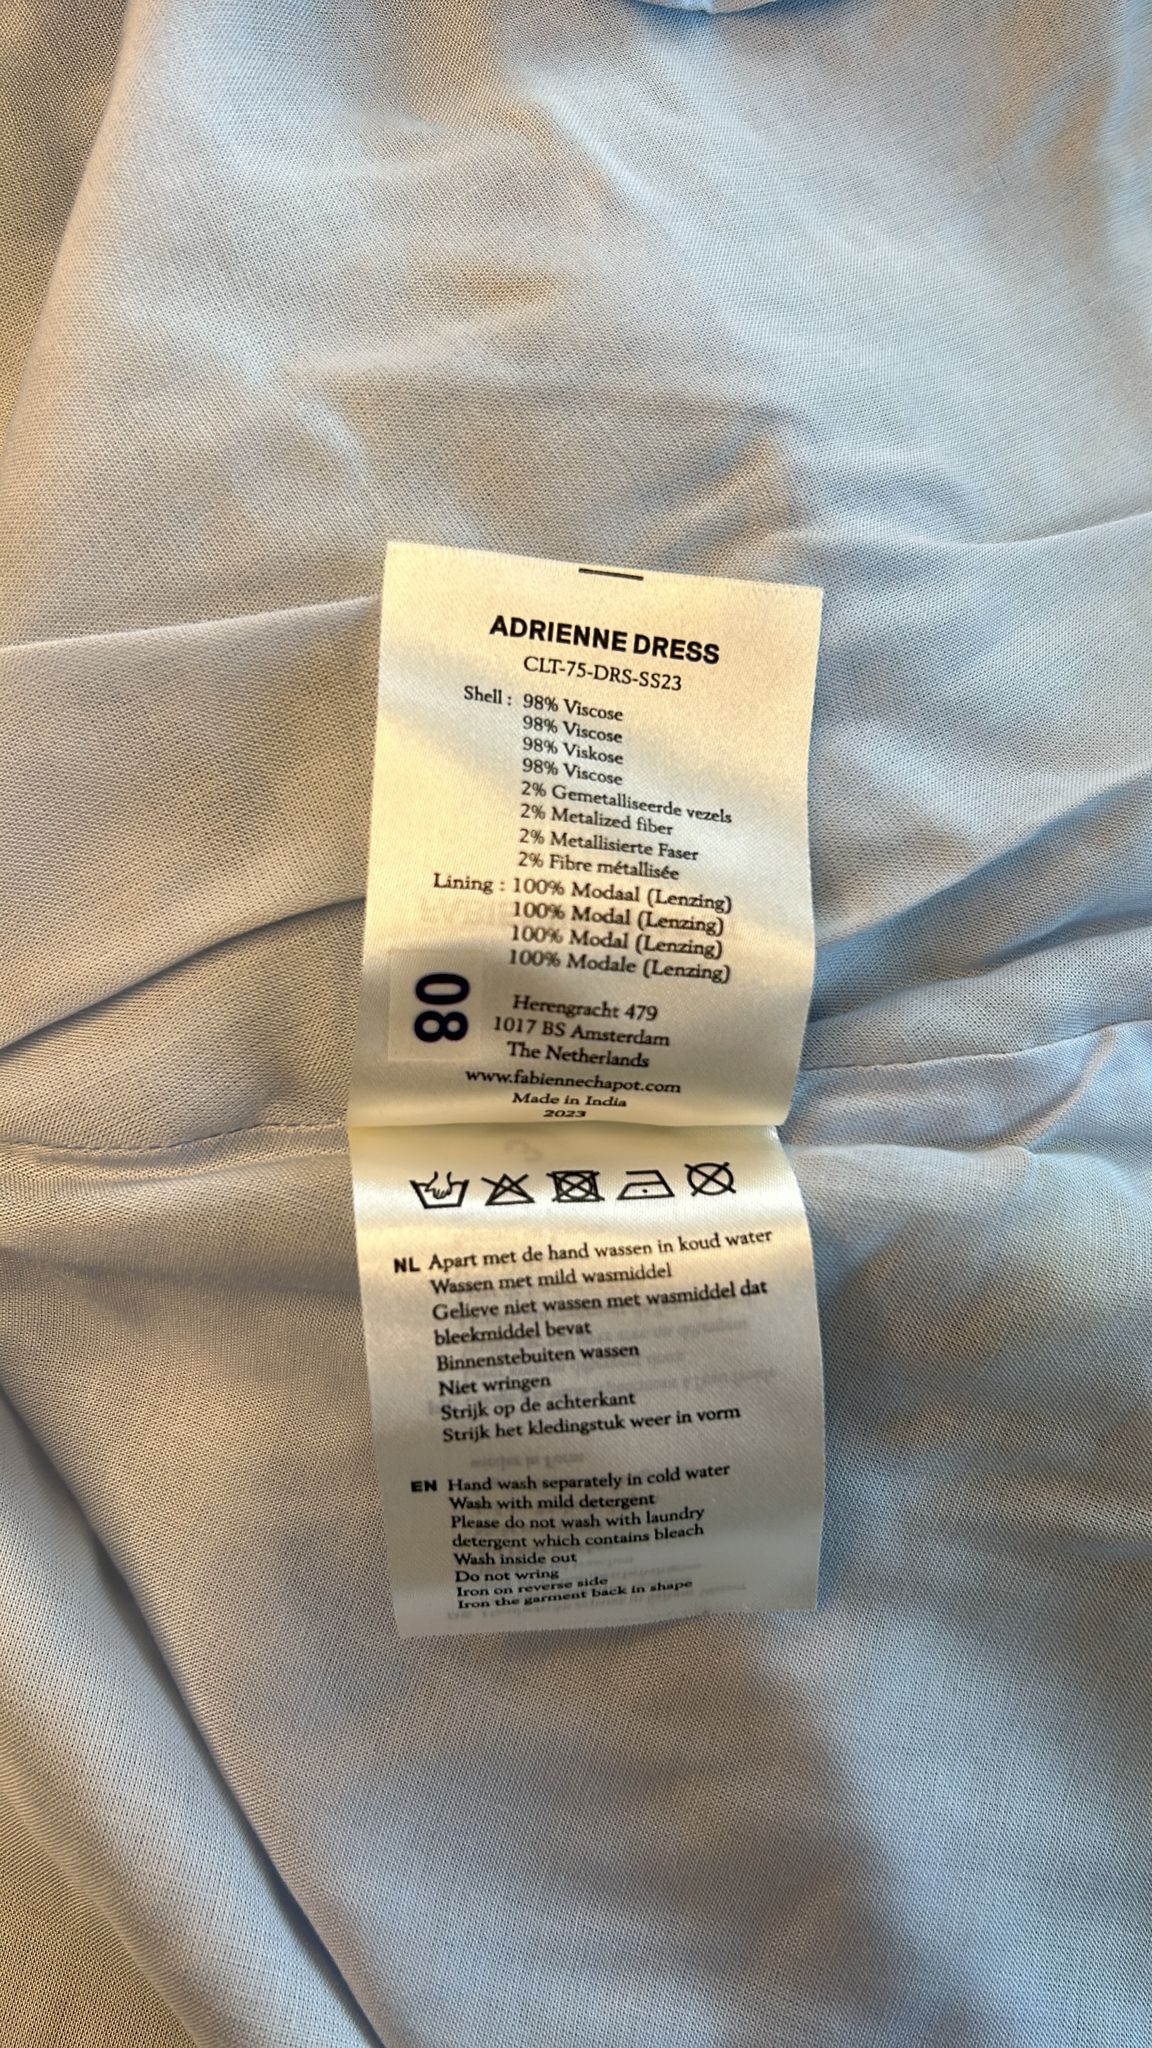 ADRIENNE DRESS
CLT-75-DRS-SS23
Shell : 98% Viscose
98% Viscose
98% Viskose
98% Viscose
2% Gemetalliseerde vezels
2% Metalized fiber
2% Metallisierte Faser
2% Fibre métallisée
Lining : 100% Modaal (Lenzing)
100% Modal (Lenzing)
100% Modal (Lenzing)
100% Modale (Lenzing)
80
Herengracht 479
1017 BS Amsterdam
The Netherlands
www.fabiennechapot.com
Made in India
2023
NL Apart met de hand wassen in koud water
Wassen met mild wasmiddel
Gelieve niet wassen met wasmiddel dat
bleekmiddel bevat
Binnenstebuiten wassen
Niet wringen
Strijk op de achterkant
Strijk het kledingstuk weer in vorm
EN Hand wash separately in cold water
Wash with mild detergent
Please do not wash with laundry
detergent which contains bleach
Wash inside out
Do not wring
Iron on reverse side
Iron the garment back in shape